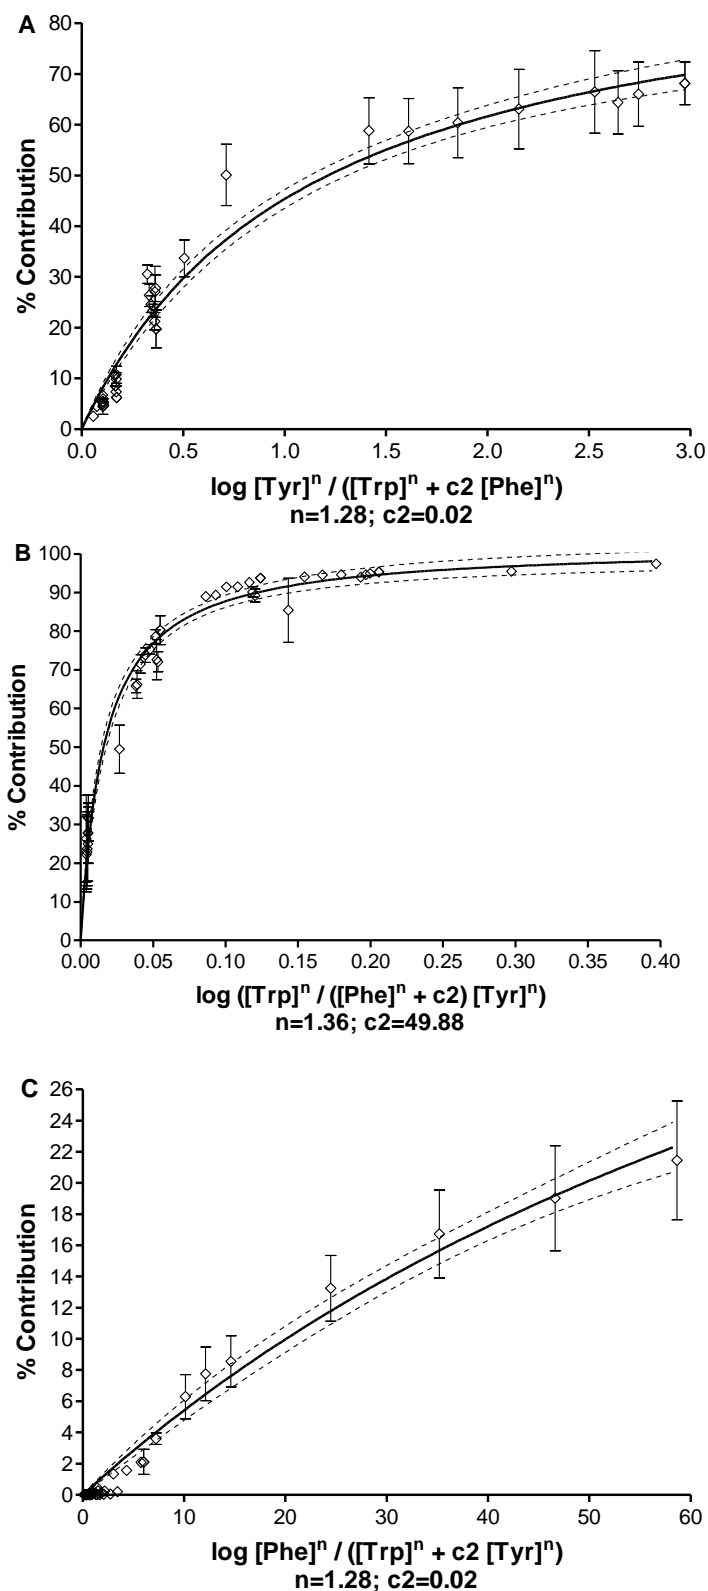 A
80
70
60
50
40
30
20
10
0
% Contribution
0.0 0.5 1.0 1.5 2.0 2.5 3.0
log [Tyr]ⁿ / ([Trp]ⁿ + c2 [Phe]ⁿ)
n=1.28; c2=0.02
B
100
90
80
70
60
50
40
30
20
10
0
% Contribution
0.00 0.05 0.10 0.15 0.20 0.25 0.30 0.35 0.40
log ([Trp]ⁿ / ([Phe]ⁿ + c2) [Tyr]ⁿ)
n=1.36; c2=49.88
C
26
24
22
20
18
16
14
12
10
8
6
4
2
0
% Contribution
0 10 20 30 40 50 60
log [Phe]ⁿ / ([Trp]ⁿ + c2 [Tyr]ⁿ)
n=1.28; c2=0.02